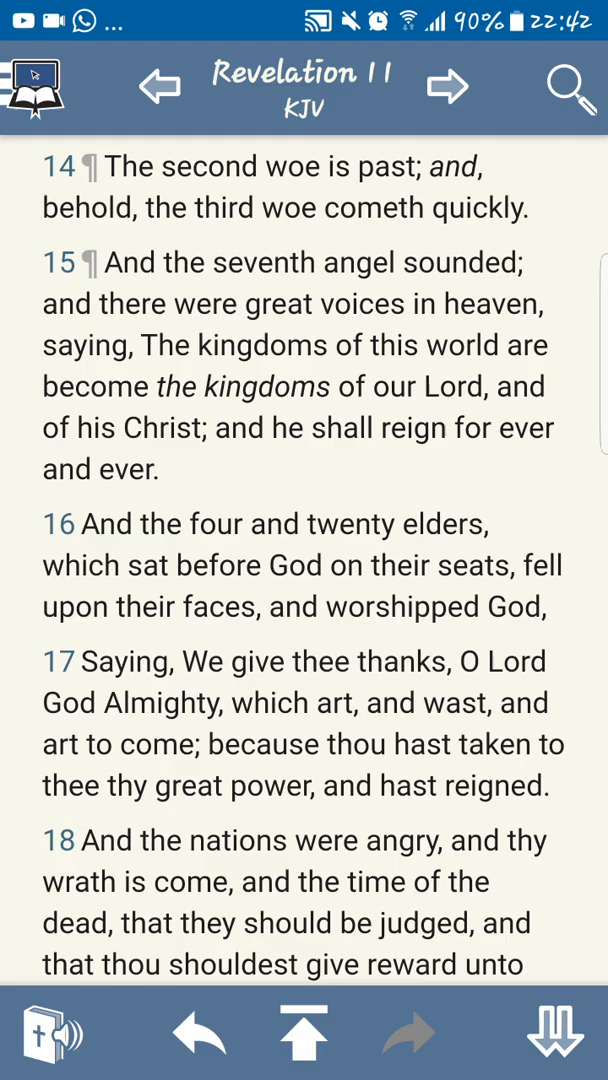 ... 90% 22:42
Revelation 11
KJV
14 ¶ The second woe is past; and,
behold, the third woe cometh quickly.
15 ¶ And the seventh angel sounded;
and there were great voices in heaven,
saying, The kingdoms of this world are
become the kingdoms of our Lord, and
of his Christ; and he shall reign for ever
and ever.
16 And the four and twenty elders,
which sat before God on their seats, fell
upon their faces, and worshipped God,
17 Saying, We give thee thanks, O Lord
God Almighty, which art, and wast, and
art to come; because thou hast taken to
thee thy great power, and hast reigned.
18 And the nations were angry, and thy
wrath is come, and the time of the
dead, that they should be judged, and
that thou shouldest give reward unto